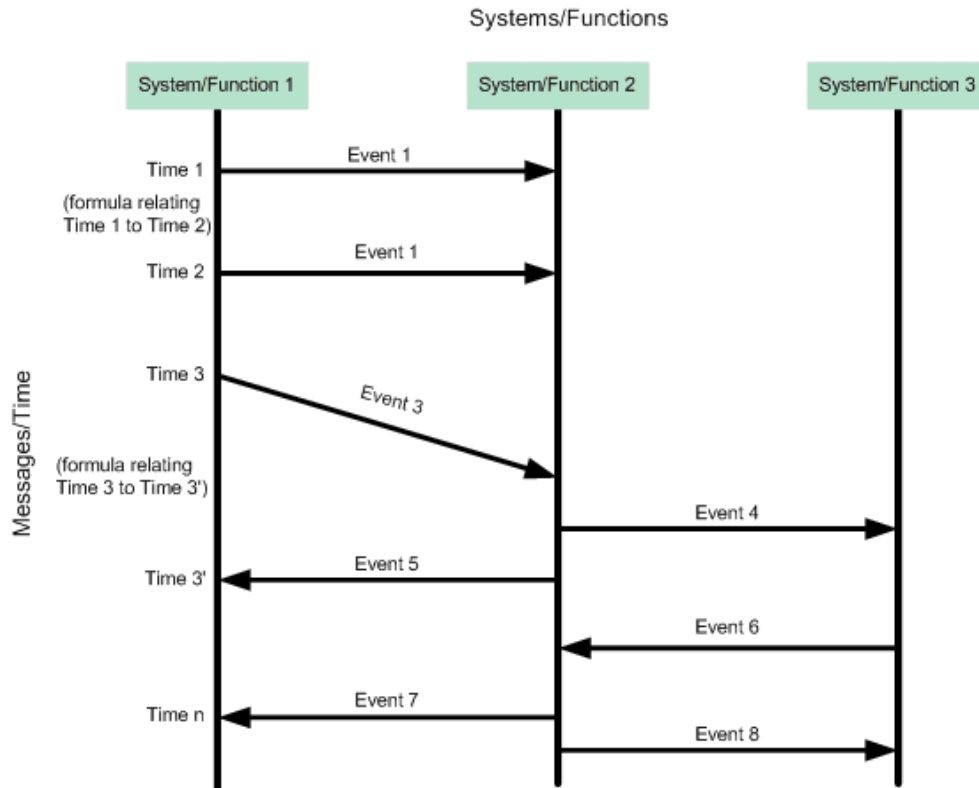 Systems/Functions
System/Function 1
System/Function 2
System/Function 3
Event 1
Time 1
(formula relating
Time 1 to Time 2)
Event 1
Time 2
Time 3
Event 3
Messages/Time
(formula relating
Time 3 to Time 3')
Event 4
Event 5
Time 3'
Event 6
Event 7
Time n
Event 8